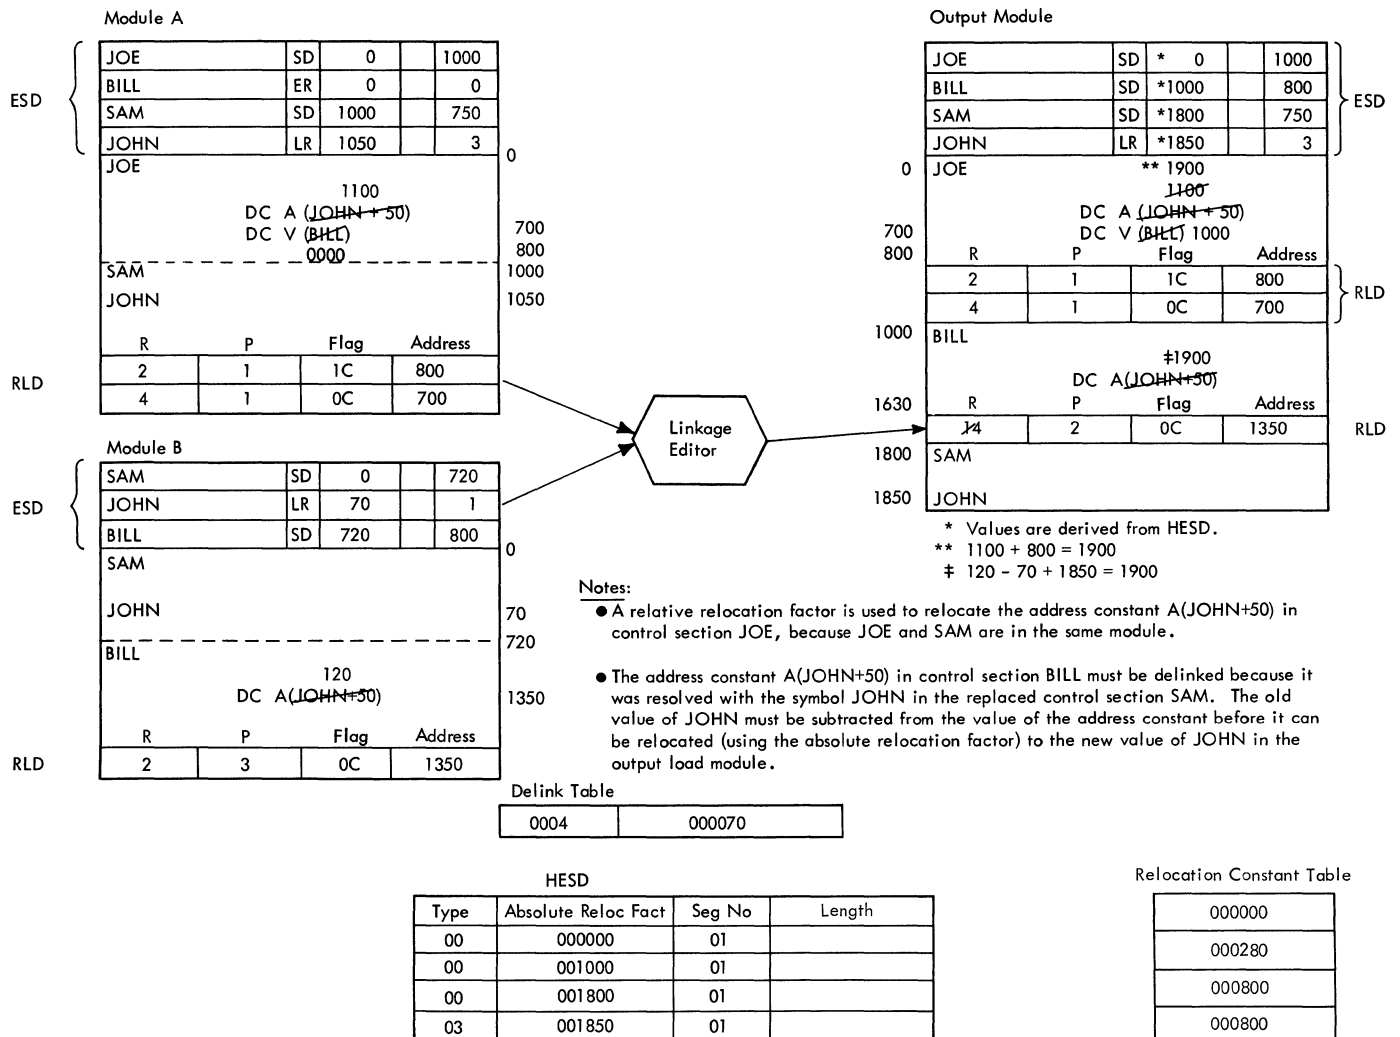 Module A
JOE SD 0 1000
BILL ER 0 0
SAM SD 1000 750
JOHN LR 1050 3
ESD
0
JOE
1100
DC A (JOHN + 50)
DC V (BILL)
0000
700
800
SAM
1000
JOHN
1050
R P Flag Address
2 1 1C 800
4 1 0C 700
RLD
Module B
SAM SD 0 720
JOHN LR 70 1
BILL SD 720 800
ESD
0
SAM
JOHN
70
720
BILL
120
DC A(JOHN+50)
1350
R P Flag Address
2 3 0C 1350
RLD
Linkage
Editor
Output Module
JOE SD * 0 1000
BILL SD *1000 800
SAM SD *1800 750
JOHN LR *1850 3
ESD
0 JOE ** 1900
1100
DC A (JOHN + 50)
700 DC V (BILL) 1000
800 R P Flag Address
2 1 1C 800
4 1 0C 700
RLD
1000 BILL
‡1900
DC A(JOHN+50)
1630 R P Flag Address
14 2 0C 1350
RLD
1800 SAM
1850 JOHN
* Values are derived from HESD.
** 1100 + 800 = 1900
‡ 120 – 70 + 1850 = 1900
Notes:
● A relative relocation factor is used to relocate the address constant A(JOHN+50) in
control section JOE, because JOE and SAM are in the same module.
● The address constant A(JOHN+50) in control section BILL must be delinked because it
was resolved with the symbol JOHN in the replaced control section SAM. The old
value of JOHN must be subtracted from the value of the address constant before it can
be relocated (using the absolute relocation factor) to the new value of JOHN in the
output load module.
Delink Table
0004 000070
HESD
Type Absolute Reloc Fact Seg No Length
00 000000 01
00 001000 01
00 001800 01
03 001850 01
Relocation Constant Table
000000
000280
000800
000800